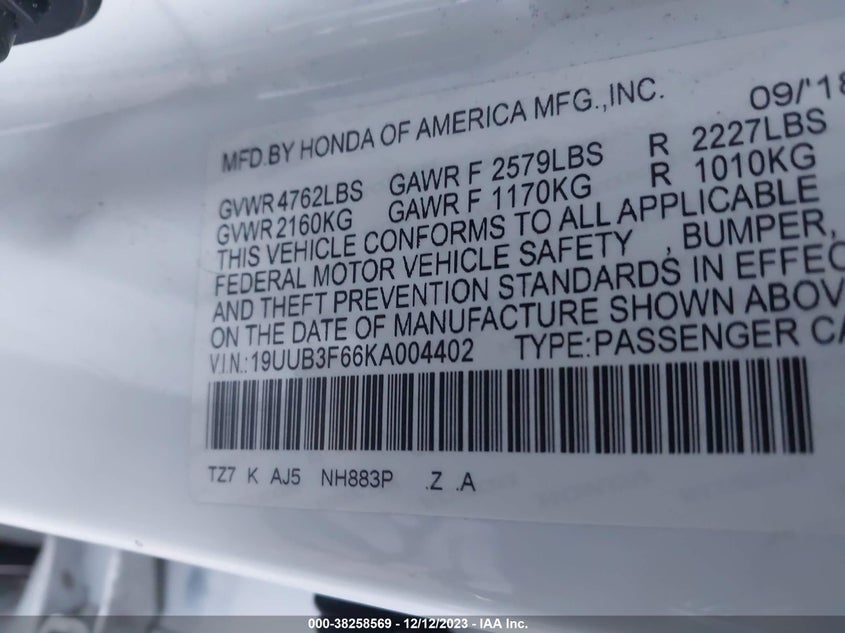 MFD.BY HONDA OF AMERICA MFG.,INC. 09/'18
GVWR 4762LBS GAWR F 2579LBS R 2227LBS
GVWR 2160KG GAWR F 1170KG R 1010KG
THIS VEHICLE CONFORMS TO ALL APPLICABLE
FEDERAL MOTOR VEHICLE SAFETY , BUMPER,
AND THEFT PREVENTION STANDARDS IN EFFEC
ON THE DATE OF MANUFACTURE SHOWN ABOV
V.I.N.:19UUB3F66KA004402 TYPE:PASSENGER CA
TZ7 K AJ5 NH883P .Z .A
000-38258569 - 12/12/2023 - IAA Inc.